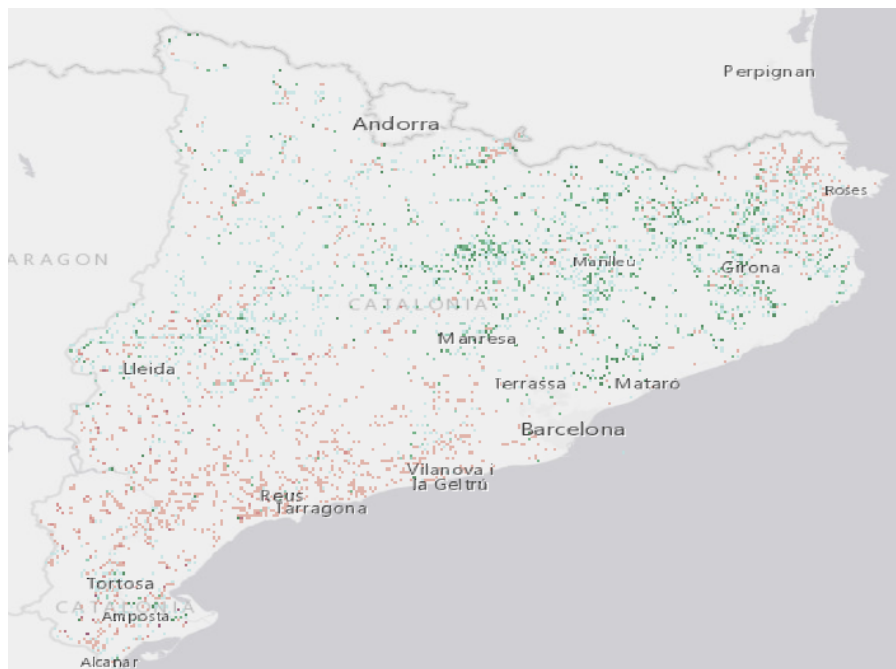 Perpignan
Andorra
Roses
ARAGON
Manlleu
Girona
CATALONIA
Manresa
Lleida
Terrassa
Mataró
Barcelona
Vilanova i
la Geltrú
Reus
Tarragona
Tortosa
CATALONIA
Amposta
Alcanar